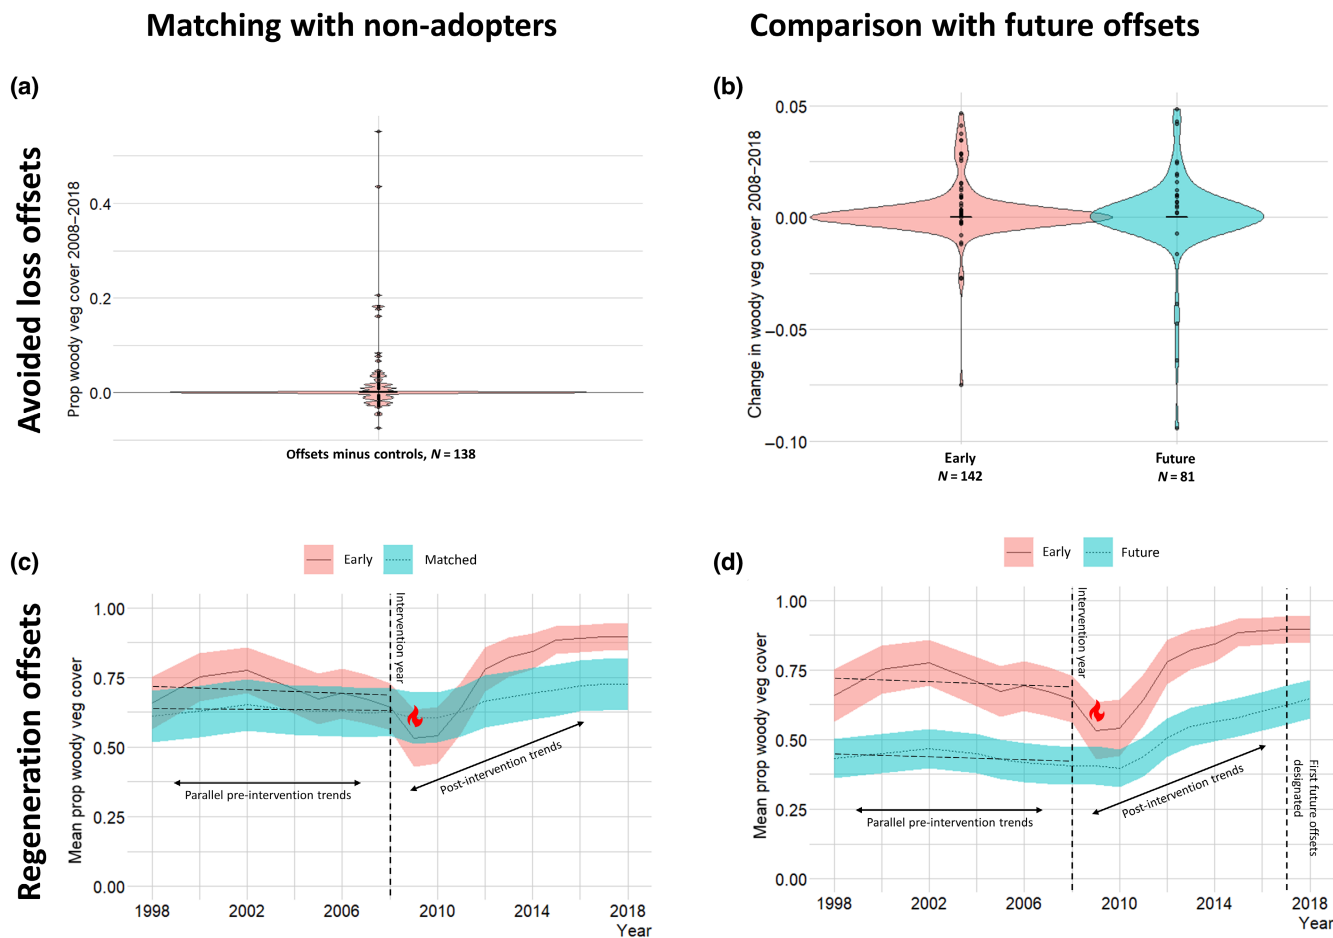 Matching with non-adopters
Comparison with future offsets
Avoided loss offsets
(a)
Prop woody veg cover 2008–2018
0.4
0.2
0.0
Offsets minus controls, N = 138
(b)
Change in woody veg cover 2008–2018
0.05
0.00
–0.05
–0.10
Early
N = 142
Future
N = 81
Regeneration offsets
(c)
Early
Matched
Mean prop woody veg cover
1.00
0.75
0.50
0.25
0.00
Intervention year
Parallel pre-intervention trends
Post-intervention trends
1998 2002 2006 2010 2014 2018
Year
(d)
Early
Future
Mean prop woody veg cover
1.00
0.75
0.50
0.25
0.00
Intervention year
Parallel pre-intervention trends
Post-intervention trends
First future offsets
designated
1998 2002 2006 2010 2014 2018
Year